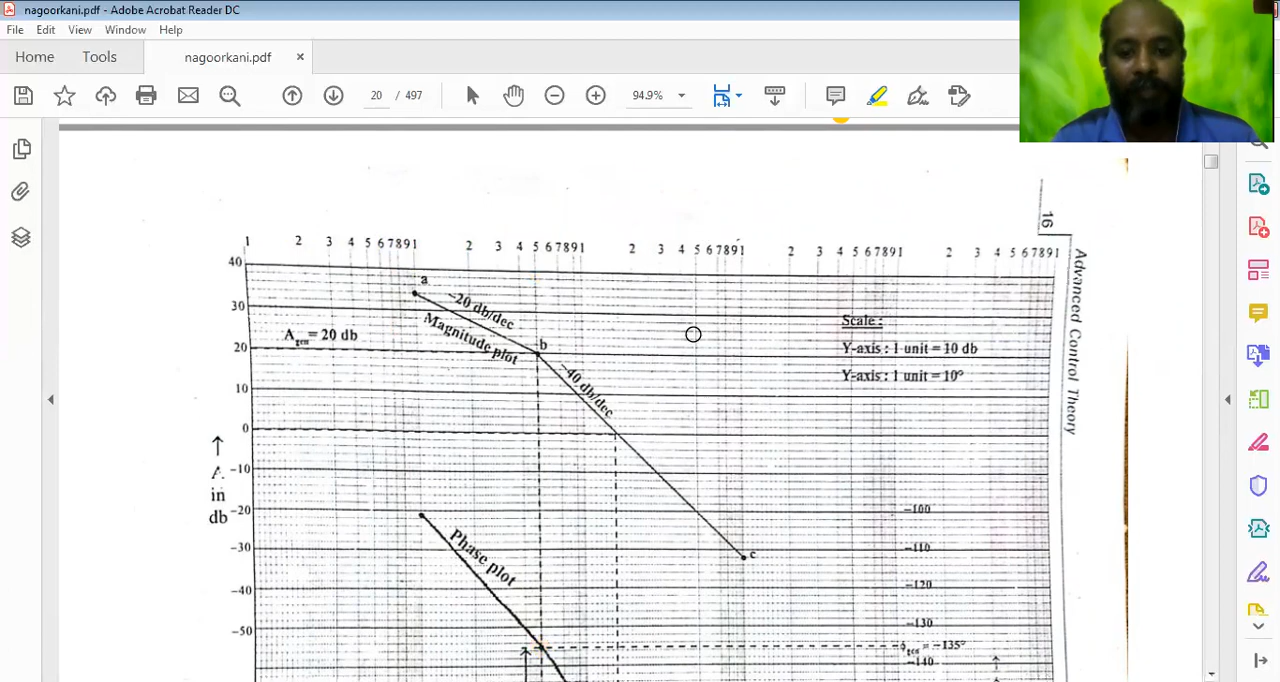 nagoorkani.pdf - Adobe Acrobat Reader DC
File Edit View Window Help
Home Tools nagoorkani.pdf ×
20 / 497 94.9%
16
Advanced Control Theory
1 2 3 4 5 6 7 8 9 1 2 3 4 5 6 7 8 9 1 2 3 4 5 6 7 8 9 1 2 3 4 5 6 7 8 9 1 2 3 4 5 6 7 8 9 1
40
a
30
-20 db/dec
Magnitude plot
Scale :
A gcn = 20 db
20
b
Y-axis : 1 unit = 10 db
-40 db/dec
Y-axis : 1 unit = 10°
10
0
-10
A
in
db
-20
-100
Phase plot
-30
-110
c
-40
-120
-50
-130
ϕ gcn = -135°
-140